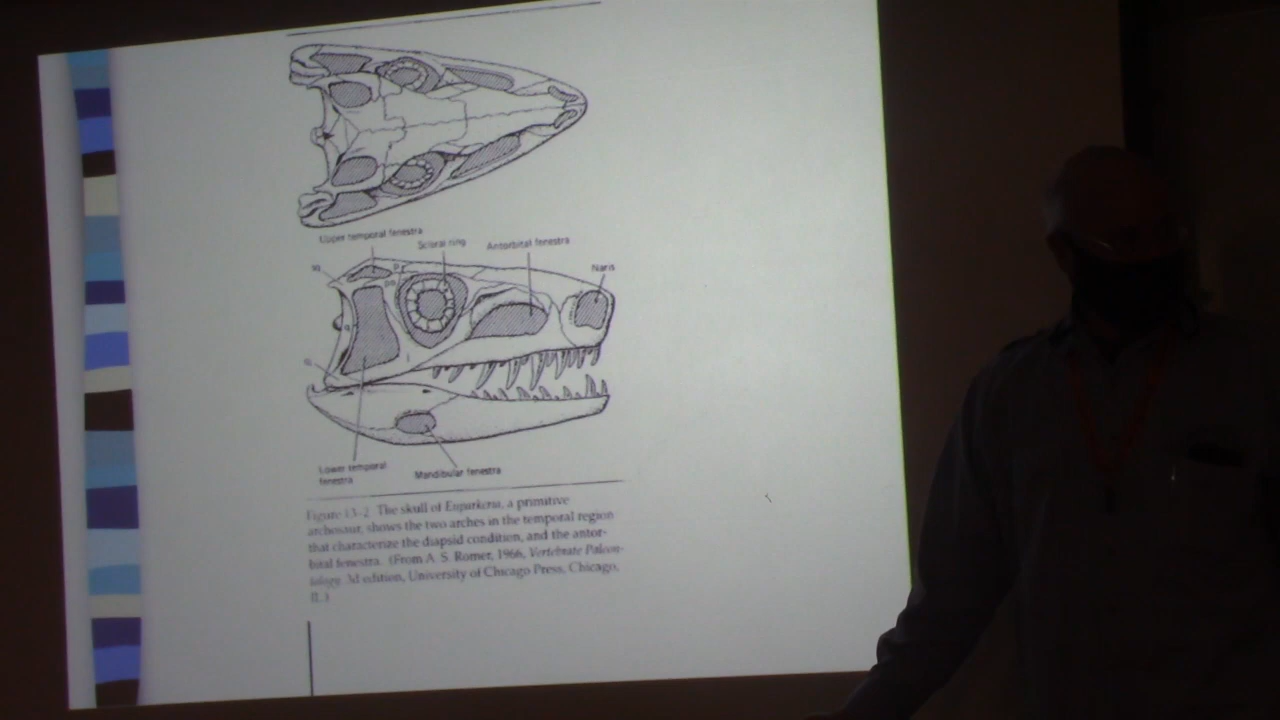 Upper temporal fenestra
Scleral ring
Antorbital fenestra
Naris
sq
Lower temporal
fenestra
Mandibular fenestra
Figure 13-2 The skull of Euparkeria, a primitive
archosaur, shows the two arches in the temporal region
that characterize the diapsid condition, and the antor-
bital fenestra. (From A. S. Romer, 1966, Vertebrate Paleon-
tology. 3d edition, University of Chicago Press, Chicago,
IL.)